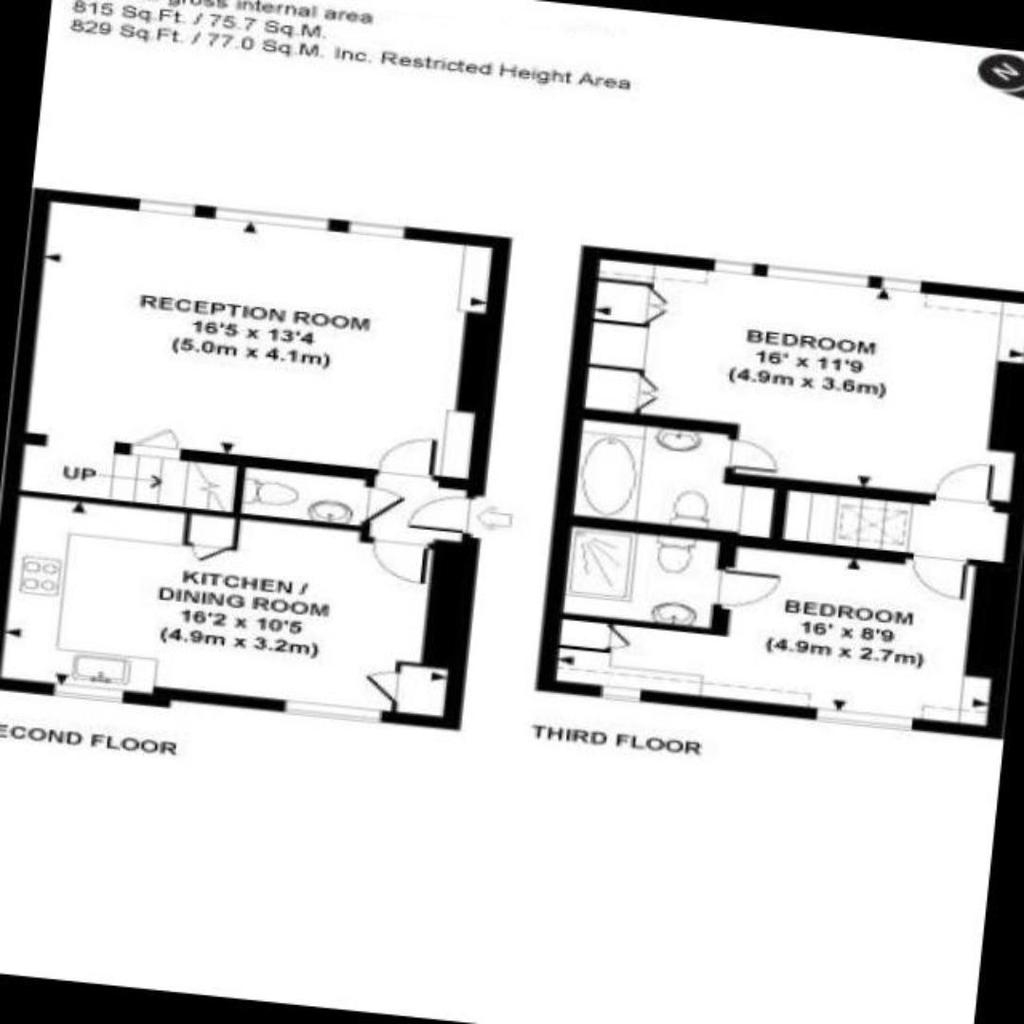 gross internal area
815 Sq.Ft. / 75.7 Sq.M.
829 Sq.Ft. / 77.0 Sq.M. Inc. Restricted Height Area
N
RECEPTION ROOM
16'5 x 13'4
(5.0m x 4.1m)
UP
KITCHEN /
DINING ROOM
16'2 x 10'5
(4.9m x 3.2m)
ECOND FLOOR
BEDROOM
16' x 11'9
(4.9m x 3.6m)
BEDROOM
16' x 8'9
(4.9m x 2.7m)
THIRD FLOOR